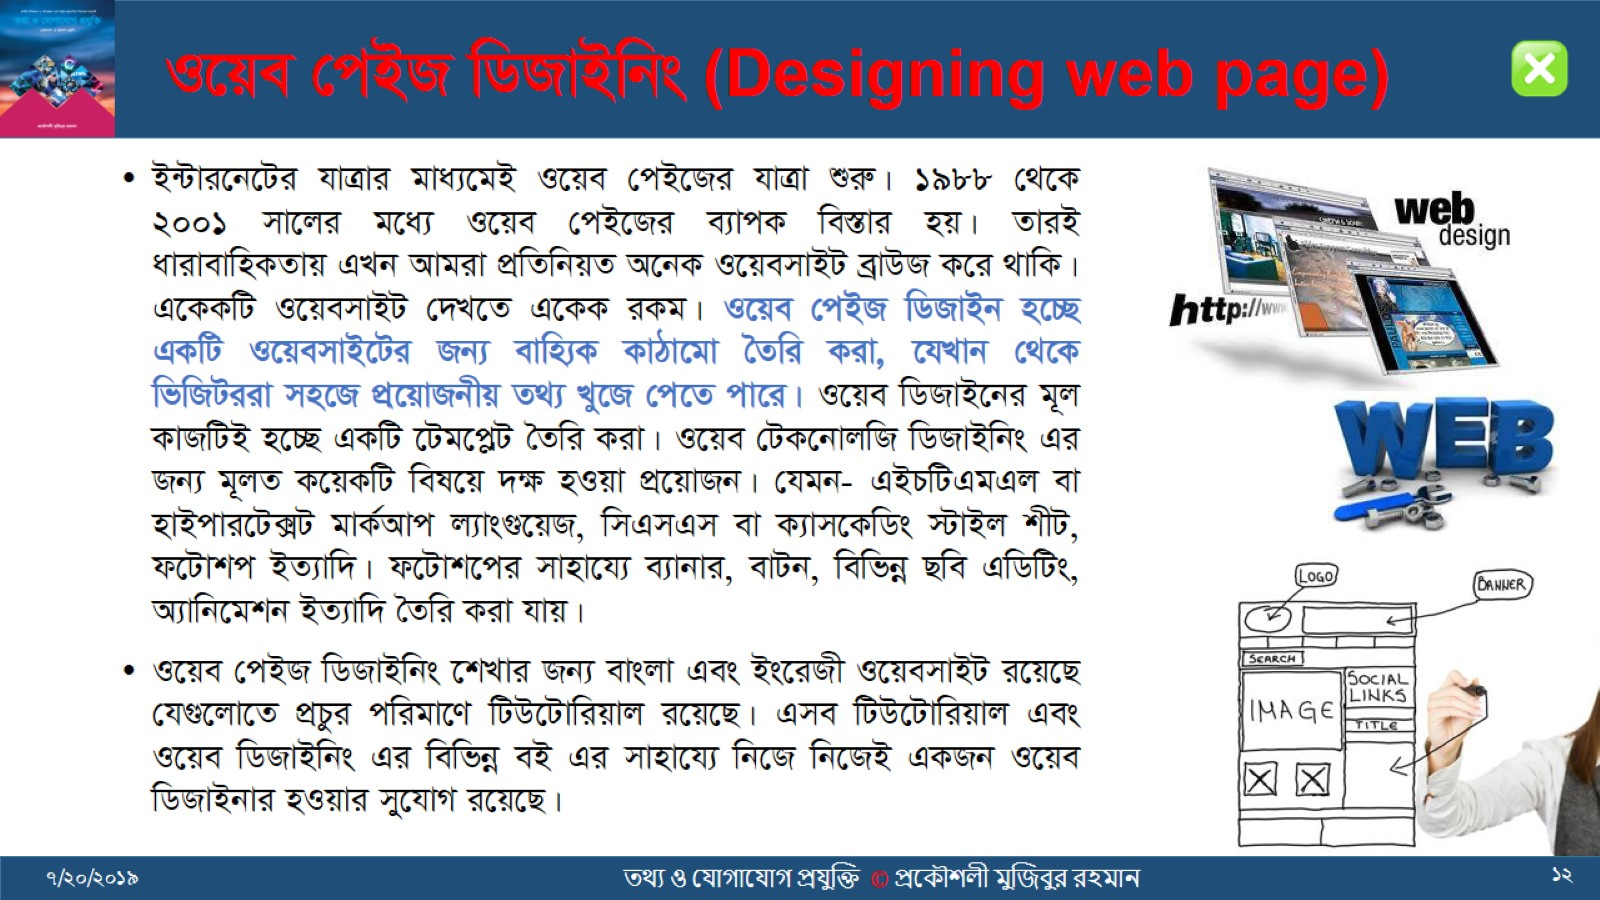 তথ্য ও যোগাযোগ প্রযুক্তি
ওয়েব পেইজ ডিজাইনিং (Designing web page)
• ইন্টারনেটের যাত্রার মাধ্যমেই ওয়েব পেইজের যাত্রা শুরু। ১৯৮৮ থেকে
২০০১ সালের মধ্যে ওয়েব পেইজের ব্যাপক বিস্তার হয়। তারই
ধারাবাহিকতায় এখন আমরা প্রতিনিয়ত অনেক ওয়েবসাইট ব্রাউজ করে থাকি।
একেকটি ওয়েবসাইট দেখতে একেক রকম। ওয়েব পেইজ ডিজাইন হচ্ছে
একটি ওয়েবসাইটের জন্য বাহ্যিক কাঠামো তৈরি করা, যেখান থেকে
ভিজিটররা সহজে প্রয়োজনীয় তথ্য খুজে পেতে পারে। ওয়েব ডিজাইনের মূল
কাজটিই হচ্ছে একটি টেমপ্লেট তৈরি করা। ওয়েব টেকনোলজি ডিজাইনিং এর
জন্য মূলত কয়েকটি বিষয়ে দক্ষ হওয়া প্রয়োজন। যেমন- এইচটিএমএল বা
হাইপারটেক্সট মার্কআপ ল্যাংগুয়েজ, সিএসএস বা ক্যাসকেডিং স্টাইল শীট,
ফটোশপ ইত্যাদি। ফটোশপের সাহায্যে ব্যানার, বাটন, বিভিন্ন ছবি এডিটিং,
অ্যানিমেশন ইত্যাদি তৈরি করা যায়।
• ওয়েব পেইজ ডিজাইনিং শেখার জন্য বাংলা এবং ইংরেজী ওয়েবসাইট রয়েছে
যেগুলোতে প্রচুর পরিমাণে টিউটোরিয়াল রয়েছে। এসব টিউটোরিয়াল এবং
ওয়েব ডিজাইনিং এর বিভিন্ন বই এর সাহায্যে নিজে নিজেই একজন ওয়েব
ডিজাইনার হওয়ার সুযোগ রয়েছে।
web
design
http://www
WEB
LOGO
BANNER
SEARCH
SOCIAL
LINKS
IMAGE
TITLE
৭/২০/২০১৯
তথ্য ও যোগাযোগ প্রযুক্তি © প্রকৌশলী মুজিবুর রহমান
১২